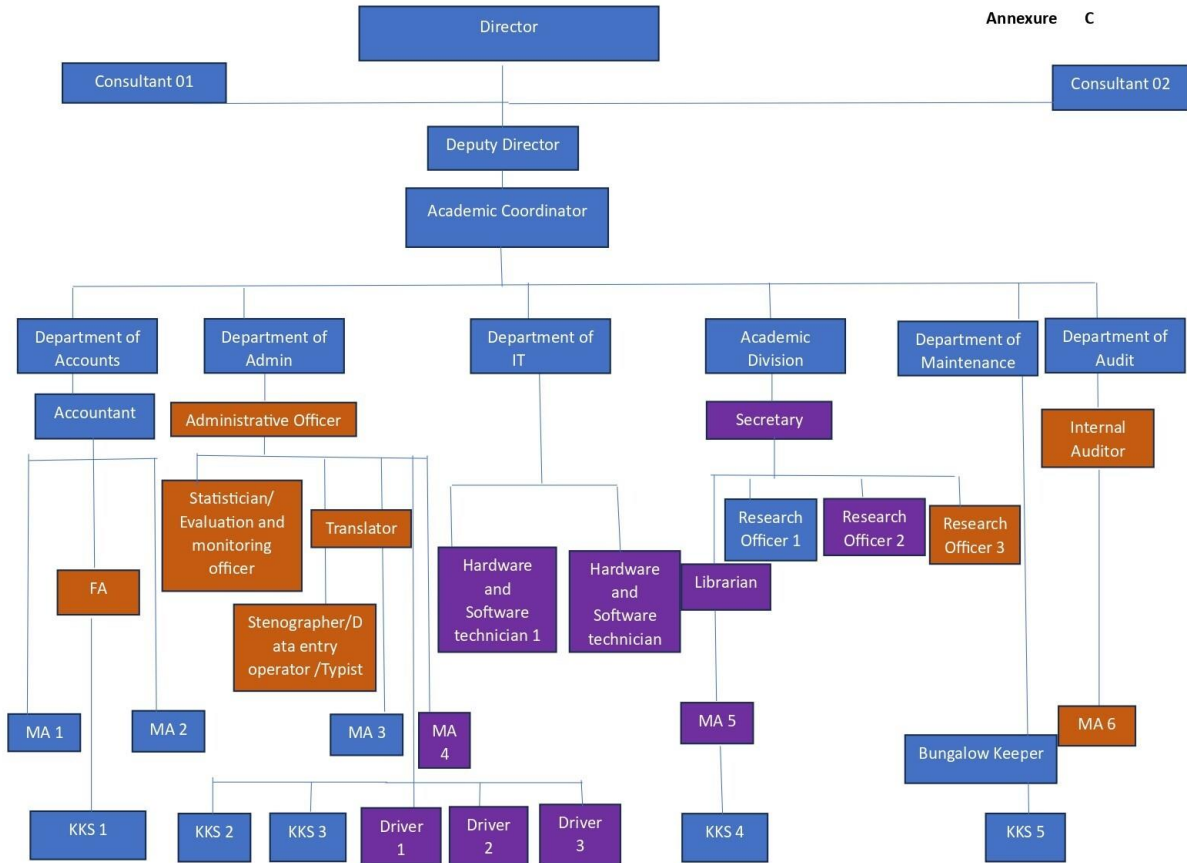 Annexure C
Director
Consultant 01
Consultant 02
Deputy Director
Academic Coordinator
Department of
Accounts
Department of
Admin
Department of
IT
Academic
Division
Department of
Maintenance
Department of
Audit
Accountant
Administrative Officer
Secretary
Internal
Auditor
Statistician/
Evaluation and
monitoring
officer
Translator
Research
Officer 1
Research
Officer 2
Research
Officer 3
FA
Hardware
and
Software
technician 1
Hardware
and
Software
technician
Librarian
Stenographer/D
ata entry
operator /Typist
MA 1
MA 2
MA 3
MA
4
MA 5
MA 6
Bungalow Keeper
KKS 1
KKS 2
KKS 3
Driver
1
Driver
2
Driver
3
KKS 4
KKS 5